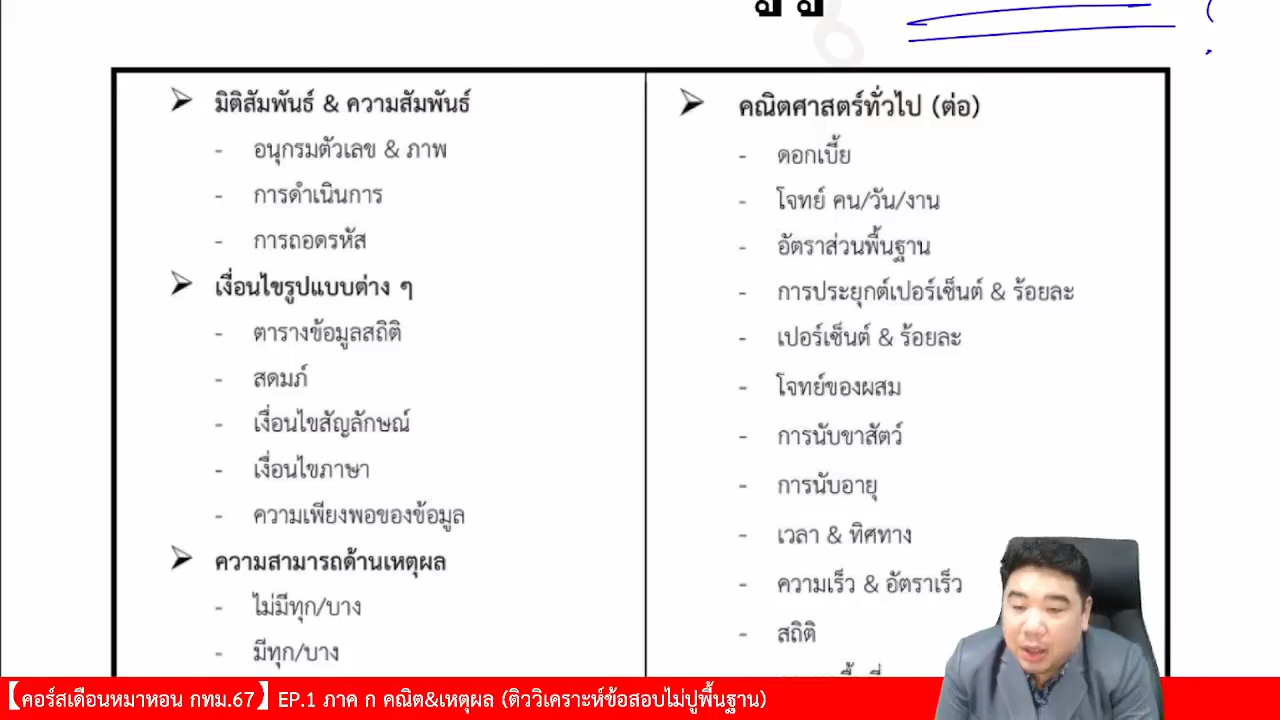 มิติสัมพันธ์ & ความสัมพันธ์
- อนุกรมตัวเลข & ภาพ
- การดำเนินการ
- การถอดรหัส
เงื่อนไขรูปแบบต่าง ๆ
- ตารางข้อมูลสถิติ
- สดมภ์
- เงื่อนไขสัญลักษณ์
- เงื่อนไขภาษา
- ความเพียงพอของข้อมูล
ความสามารถด้านเหตุผล
- ไม่มีทุก/บาง
- มีทุก/บาง
คณิตศาสตร์ทั่วไป (ต่อ)
- ดอกเบี้ย
- โจทย์ คน/วัน/งาน
- อัตราส่วนพื้นฐาน
- การประยุกต์เปอร์เซ็นต์ & ร้อยละ
- เปอร์เซ็นต์ & ร้อยละ
- โจทย์ของผสม
- การนับขาสัตว์
- การนับอายุ
- เวลา & ทิศทาง
- ความเร็ว & อัตราเร็ว
- สถิติ
【คอร์สเดือนหมาหอน กทม.67】 EP.1 ภาค ก คณิต&เหตุผล (ติววิเคราะห์ข้อสอบไม่ปูพื้นฐาน)